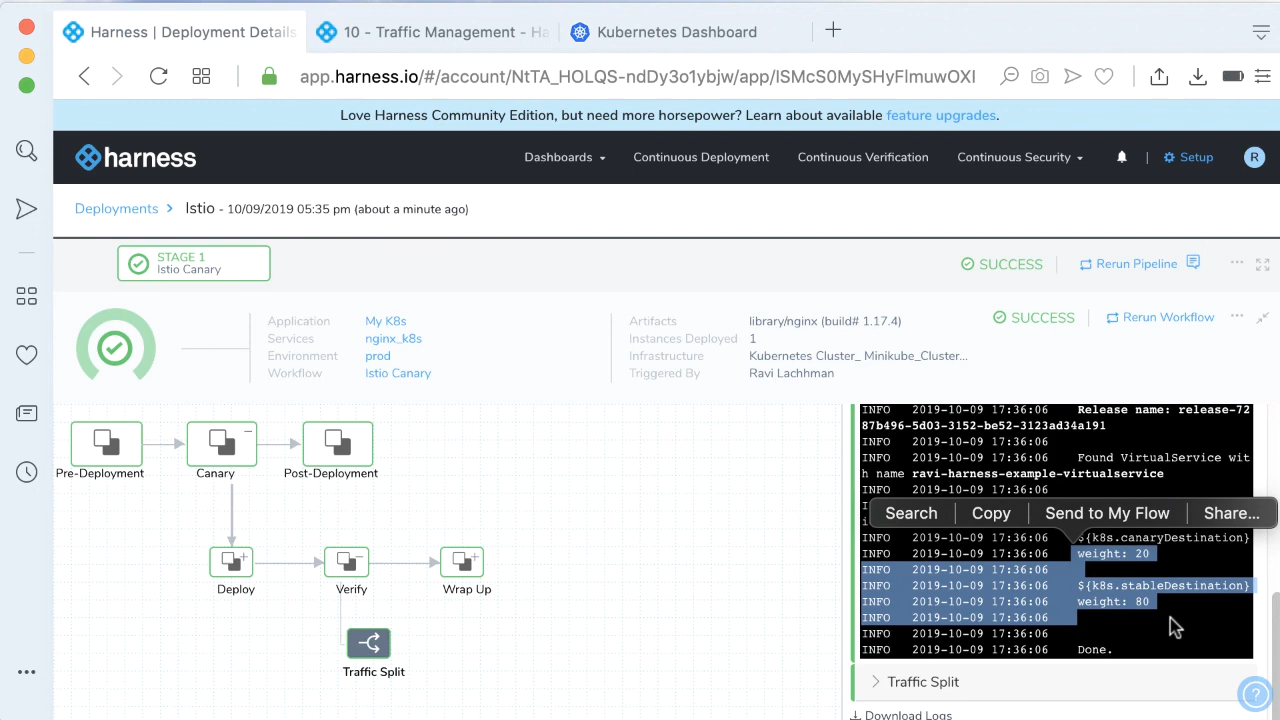 Harness | Deployment Details
10 - Traffic Management - Ha
Kubernetes Dashboard
app.harness.io/#/account/NtTA_HOLQS-ndDy3o1ybjw/app/ISMcS0MySHyFlmuwOXI
Love Harness Community Edition, but need more horsepower? Learn about available feature upgrades.
harness
Dashboards
Continuous Deployment
Continuous Verification
Continuous Security
Setup
R
Deployments > Istio - 10/09/2019 05:35 pm (about a minute ago)
STAGE 1
Istio Canary
SUCCESS
Rerun Pipeline
Application My K8s
Services nginx_k8s
Environment prod
Workflow Istio Canary
Artifacts library/nginx (build# 1.17.4)
Instances Deployed 1
Infrastructure Kubernetes Cluster_ Minikube_Cluster...
Triggered By Ravi Lachhman
SUCCESS
Rerun Workflow
Pre-Deployment
Canary
Post-Deployment
Deploy
Verify
Wrap Up
Traffic Split
INFO 2019-10-09 17:36:06 Release name: release-72
87b496-5d03-3152-be52-3123ad34a191
INFO 2019-10-09 17:36:06
INFO 2019-10-09 17:36:06 Found VirtualService wit
h name ravi-harness-example-virtualservice
INFO 2019-10-09 17:36:06
Search
Copy
Send to My Flow
Share...
INFO 2019-10-09 17:36:06 ${k8s.canaryDestination}
weight: 20
INFO 2019-10-09 17:36:06
INFO 2019-10-09 17:36:06 ${k8s.stableDestination}
INFO 2019-10-09 17:36:06 weight: 80
INFO 2019-10-09 17:36:06
INFO 2019-10-09 17:36:06
INFO 2019-10-09 17:36:06 Done.
Traffic Split
Download Logs
?